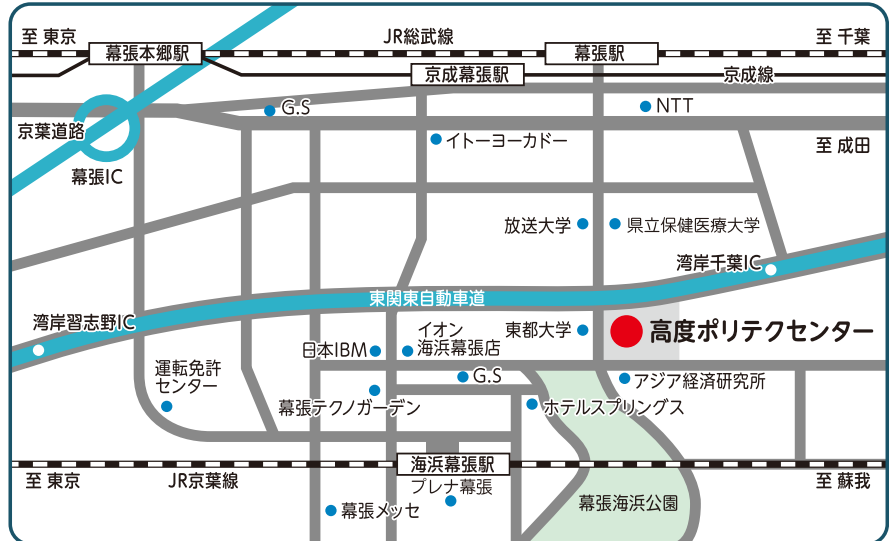 至 東京
JR総武線
至 千葉
幕張本郷駅
幕張駅
京成幕張駅
京成線
G.S
NTT
京葉道路
イトーヨーカドー
至 成田
幕張IC
放送大学
県立保健医療大学
湾岸千葉IC
東関東自動車道
湾岸習志野IC
イオン
海浜幕張店
東都大学
高度ポリテクセンター
日本IBM
運転免許
センター
G.S
アジア経済研究所
幕張テクノガーデン
ホテルスプリングス
海浜幕張駅
至 東京
JR京葉線
至 蘇我
プレナ幕張
幕張メッセ
幕張海浜公園